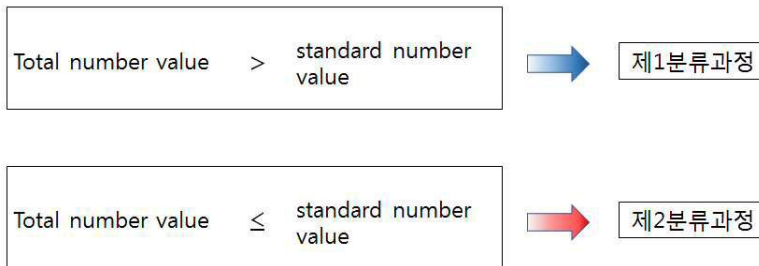 Total number value > standard number
value
제1분류과정
Total number value ≤ standard number
value
제2분류과정